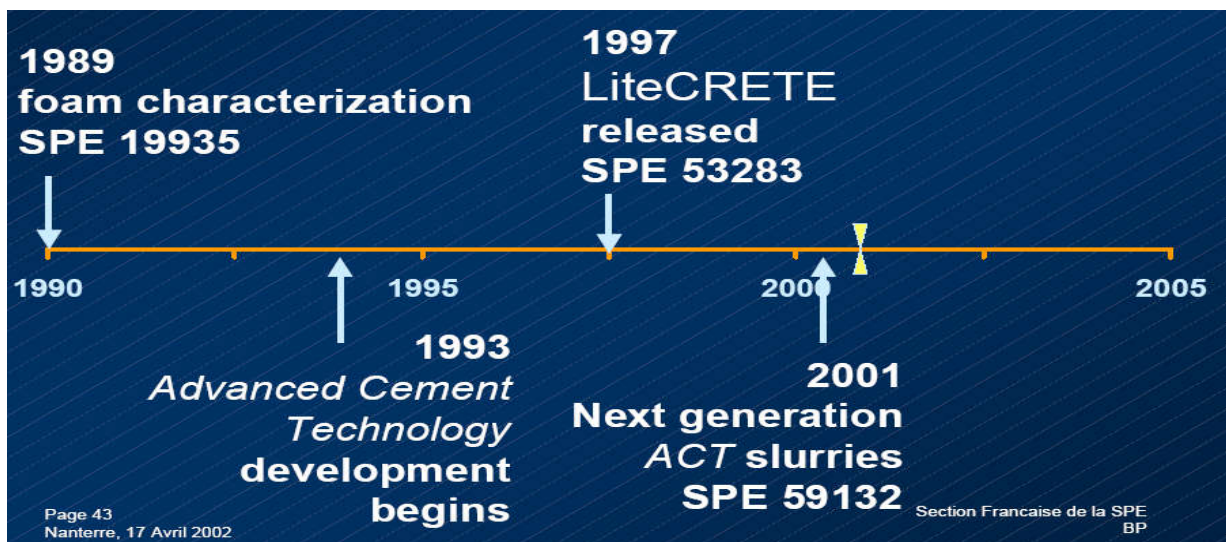 1989
foam characterization
SPE 19935
1997
LiteCRETE
released
SPE 53283
1990
1995
2000
2005
1993
Advanced Cement
Technology
development
begins
2001
Next generation
ACT slurries
SPE 59132
Page 43
Nanterre, 17 Avril 2002
Section Francaise de la SPE
BP